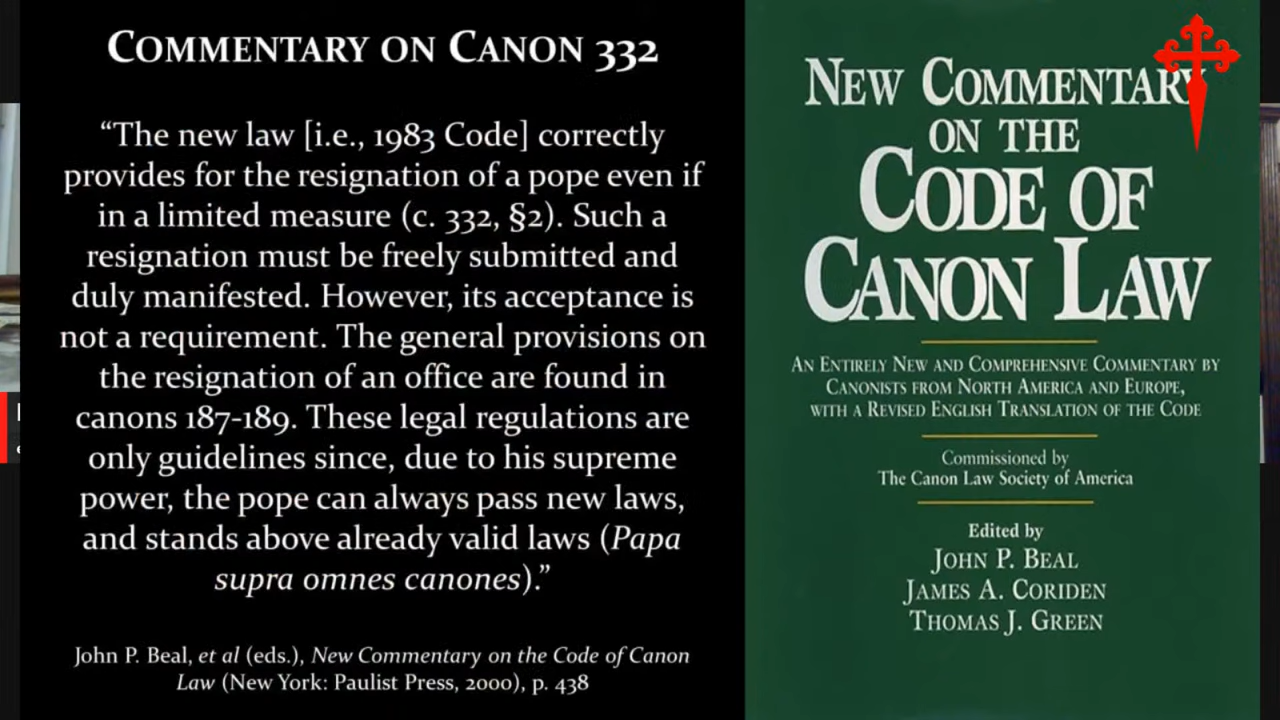 COMMENTARY ON CANON 332
“The new law [i.e., 1983 Code] correctly
provides for the resignation of a pope even if
in a limited measure (c. 332, §2). Such a
resignation must be freely submitted and
duly manifested. However, its acceptance is
not a requirement. The general provisions on
the resignation of an office are found in
canons 187-189. These legal regulations are
only guidelines since, due to his supreme
power, the pope can always pass new laws,
and stands above already valid laws (Papa
supra omnes canones).”
John P. Beal, et al (eds.), New Commentary on the Code of Canon
Law (New York: Paulist Press, 2000), p. 438
NEW COMMENTARY
ON THE
CODE OF
CANON LAW
AN ENTIRELY NEW AND COMPREHENSIVE COMMENTARY BY
CANONISTS FROM NORTH AMERICA AND EUROPE,
WITH A REVISED ENGLISH TRANSLATION OF THE CODE
Commissioned by
The Canon Law Society of America
Edited by
JOHN P. BEAL
JAMES A. CORIDEN
THOMAS J. GREEN